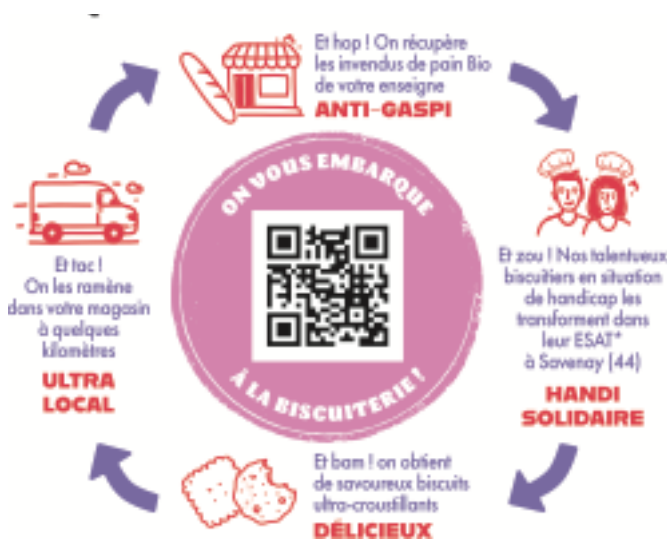 Et hop ! On récupère
les invendus de pain Bio
de votre enseigne
ANTI-GASPI
Et zou ! Nos talentueux
biscuitiers en situation
de handicap les
transforment dans
leur ESAT*
à Savenay (44)
HANDI
SOLIDAIRE
Et bam ! on obtient
de savoureux biscuits
ultra-croustillants
DÉLICIEUX
Et tac !
On les ramène
dans votre magasin
à quelques
kilomètres
ULTRA
LOCAL
ON VOUS EMBARQUE
À LA BISCUITERIE !